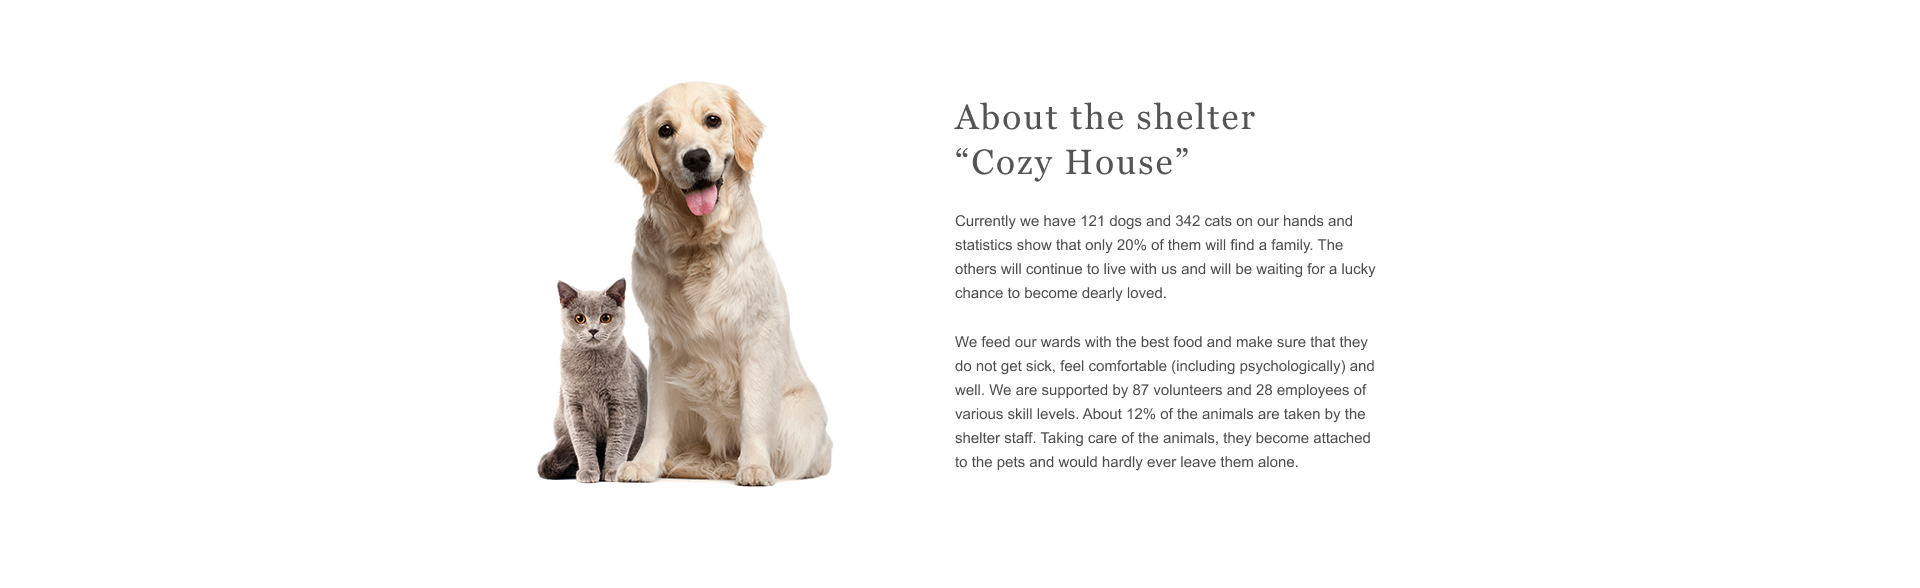 About the shelter
“Cozy House”
Currently we have 121 dogs and 342 cats on our hands and
statistics show that only 20% of them will find a family. The
others will continue to live with us and will be waiting for a lucky
chance to become dearly loved.
We feed our wards with the best food and make sure that they
do not get sick, feel comfortable (including psychologically) and
well. We are supported by 87 volunteers and 28 employees of
various skill levels. About 12% of the animals are taken by the
shelter staff. Taking care of the animals, they become attached
to the pets and would hardly ever leave them alone.